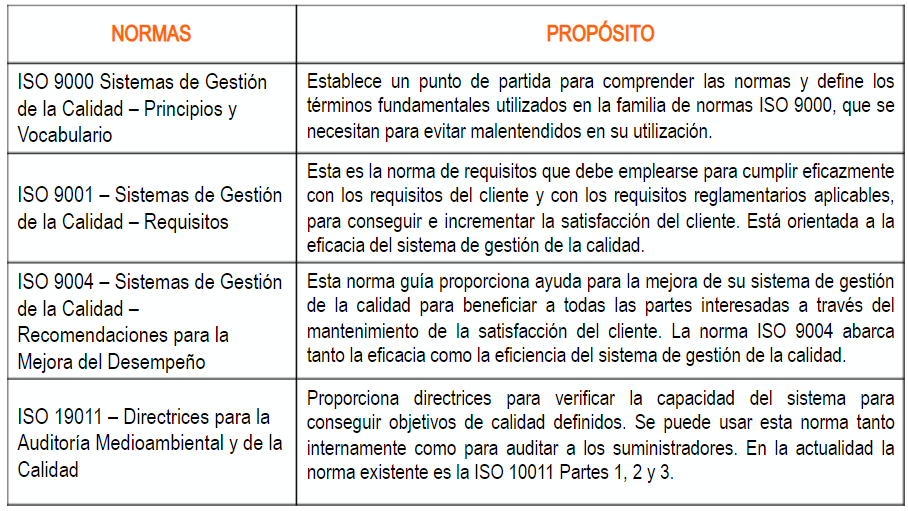 NORMAS
PROPÓSITO
ISO 9000 Sistemas de Gestión
de la Calidad – Principios y
Vocabulario
Establece un punto de partida para comprender las normas y define los
términos fundamentales utilizados en la familia de normas ISO 9000, que se
necesitan para evitar malentendidos en su utilización.
ISO 9001 – Sistemas de Gestión
de la Calidad – Requisitos
Esta es la norma de requisitos que debe emplearse para cumplir eficazmente
con los requisitos del cliente y con los requisitos reglamentarios aplicables,
para conseguir e incrementar la satisfacción del cliente. Está orientada a la
eficacia del sistema de gestión de la calidad.
ISO 9004 – Sistemas de Gestión
de la Calidad –
Recomendaciones para la
Mejora del Desempeño
Esta norma guía proporciona ayuda para la mejora de su sistema de gestión
de la calidad para beneficiar a todas las partes interesadas a través del
mantenimiento de la satisfacción del cliente. La norma ISO 9004 abarca
tanto la eficacia como la eficiencia del sistema de gestión de la calidad.
ISO 19011 – Directrices para la
Auditoría Medioambiental y de la
Calidad
Proporciona directrices para verificar la capacidad del sistema para
conseguir objetivos de calidad definidos. Se puede usar esta norma tanto
internamente como para auditar a los suministradores. En la actualidad la
norma existente es la ISO 10011 Partes 1, 2 y 3.